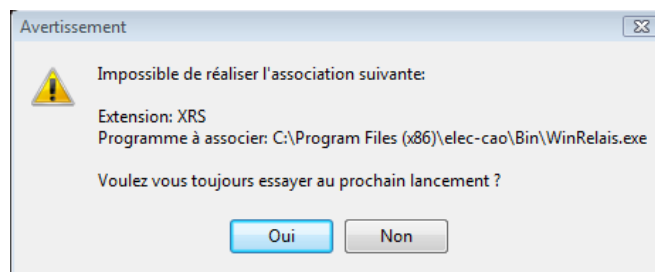 Avertissement
Impossible de réaliser l'association suivante:
Extension: XRS
Programme à associer: C:\Program Files (x86)\elec-cao\Bin\WinRelais.exe
Voulez vous toujours essayer au prochain lancement ?
Oui
Non